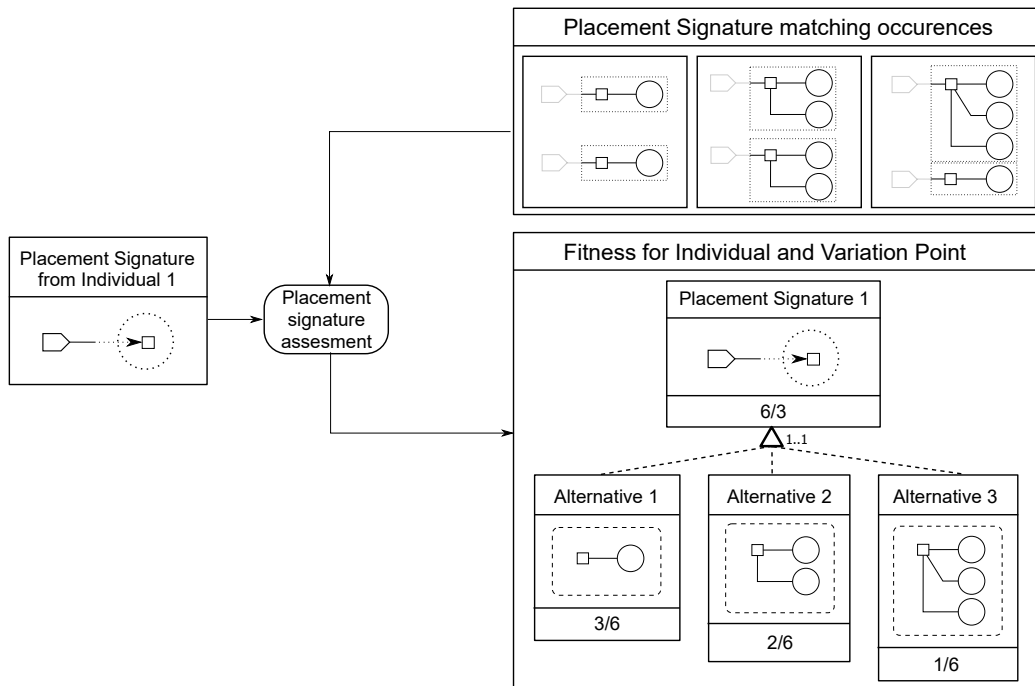 Placement Signature matching occurences
Placement Signature
from Individual 1
Placement
signature
assesment
Fitness for Individual and Variation Point
Placement Signature 1
6/3
1..1
Alternative 1
Alternative 2
Alternative 3
3/6
2/6
1/6